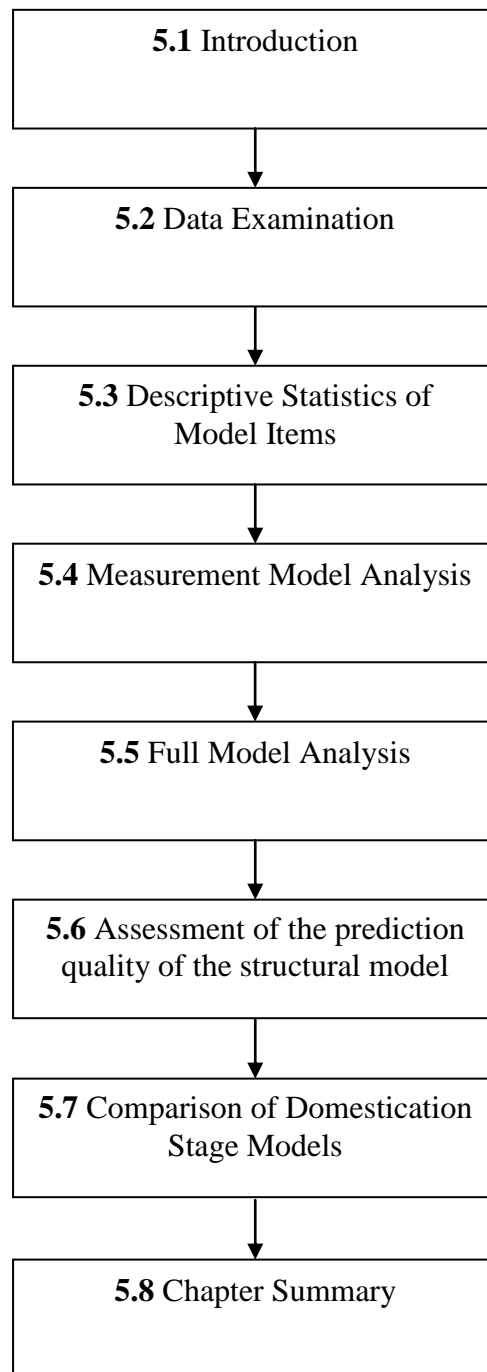 5.1 Introduction
5.2 Data Examination
5.3 Descriptive Statistics of
Model Items
5.4 Measurement Model Analysis
5.5 Full Model Analysis
5.6 Assessment of the prediction
quality of the structural model
5.7 Comparison of Domestication
Stage Models
5.8 Chapter Summary